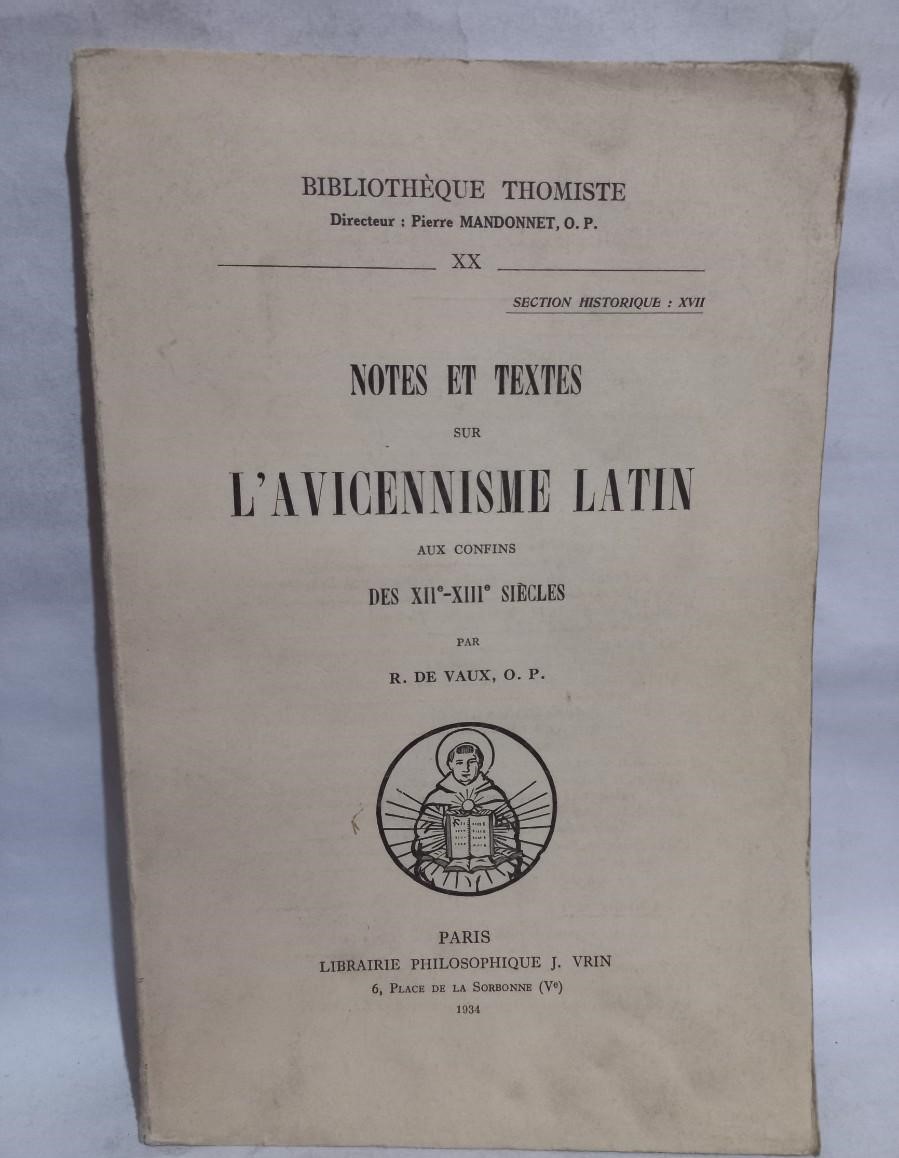 BIBLIOTHÈQUE THOMISTE
Directeur : Pierre MANDONNET, O. P.
XX
SECTION HISTORIQUE : XVII
NOTES ET TEXTES
SUR
L'AVICENNISME LATIN
AUX CONFINS
DES XIIe-XIIIe SIÈCLES
PAR
R. DE VAUX, O. P.
PARIS
LIBRAIRIE PHILOSOPHIQUE J. VRIN
6, PLACE DE LA SORBONNE (Ve)
1934